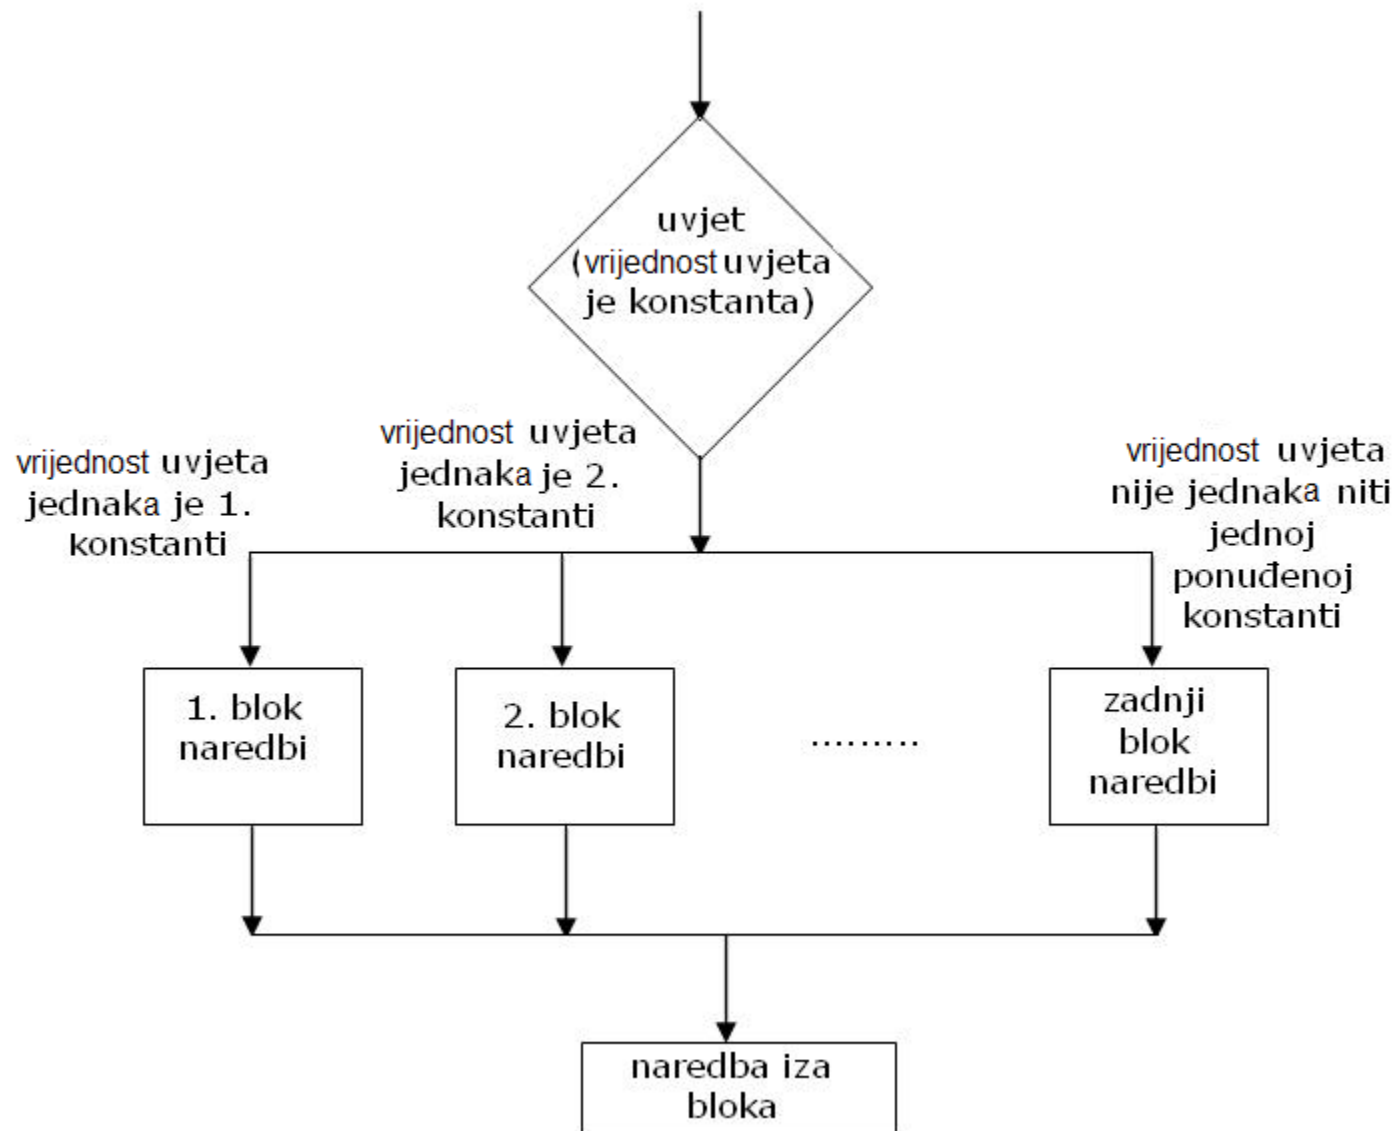 uvjet
(vrijednost uvjeta
je konstanta)
vrijednost uvjeta
jednaka je 1.
konstanti
vrijednost uvjeta
jednaka je 2.
konstanti
vrijednost uvjeta
nije jednaka niti
jednoj
ponuđenoj
konstanti
1. blok
naredbi
2. blok
naredbi
.........
zadnji
blok
naredbi
naredba iza
bloka